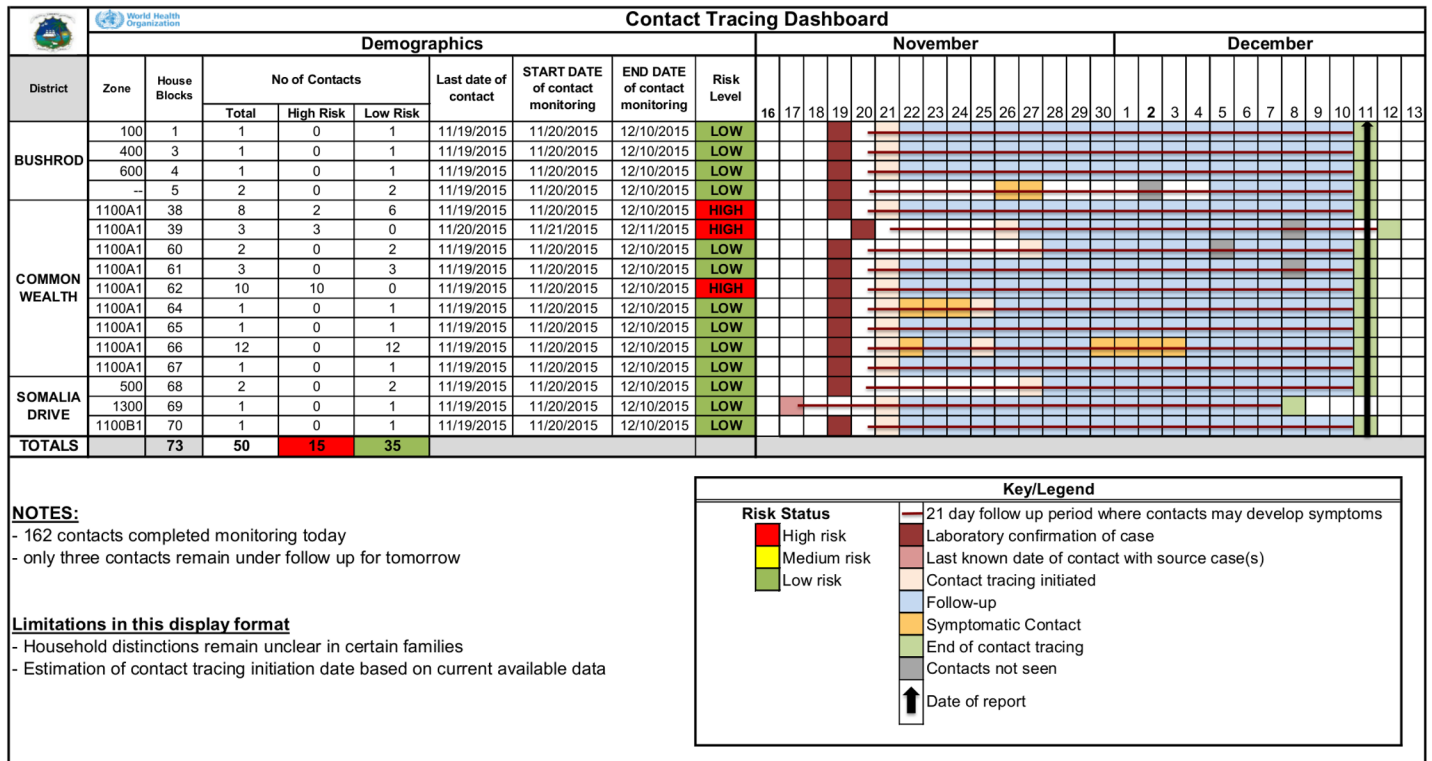 World Health Organization
Contact Tracing Dashboard
Demographics November December
District Zone House Blocks No of Contacts Last date of contact START DATE of contact monitoring END DATE of contact monitoring Risk Level
Total High Risk Low Risk 16 17 18 19 20 21 22 23 24 25 26 27 28 29 30 1 2 3 4 5 6 7 8 9 10 11 12 13
BUSHROD
100 1 1 0 1 11/19/2015 11/20/2015 12/10/2015 LOW
400 3 1 0 1 11/19/2015 11/20/2015 12/10/2015 LOW
600 4 1 0 1 11/19/2015 11/20/2015 12/10/2015 LOW
-- 5 2 0 2 11/19/2015 11/20/2015 12/10/2015 LOW
COMMON WEALTH
1100A1 38 8 2 6 11/19/2015 11/20/2015 12/10/2015 HIGH
1100A1 39 3 3 0 11/20/2015 11/21/2015 12/11/2015 HIGH
1100A1 60 2 0 2 11/19/2015 11/20/2015 12/10/2015 LOW
1100A1 61 3 0 3 11/19/2015 11/20/2015 12/10/2015 LOW
1100A1 62 10 10 0 11/19/2015 11/20/2015 12/10/2015 HIGH
1100A1 64 1 0 1 11/19/2015 11/20/2015 12/10/2015 LOW
1100A1 65 1 0 1 11/19/2015 11/20/2015 12/10/2015 LOW
1100A1 66 12 0 12 11/19/2015 11/20/2015 12/10/2015 LOW
1100A1 67 1 0 1 11/19/2015 11/20/2015 12/10/2015 LOW
SOMALIA DRIVE
500 68 2 0 2 11/19/2015 11/20/2015 12/10/2015 LOW
1300 69 1 0 1 11/19/2015 11/20/2015 12/10/2015 LOW
1100B1 70 1 0 1 11/19/2015 11/20/2015 12/10/2015 LOW
TOTALS 73 50 15 35
NOTES:
- 162 contacts completed monitoring today
- only three contacts remain under follow up for tomorrow
Limitations in this display format
- Household distinctions remain unclear in certain families
- Estimation of contact tracing initiation date based on current available data
Key/Legend
Risk Status
High risk
Medium risk
Low risk
21 day follow up period where contacts may develop symptoms
Laboratory confirmation of case
Last known date of contact with source case(s)
Contact tracing initiated
Follow-up
Symptomatic Contact
End of contact tracing
Contacts not seen
Date of report